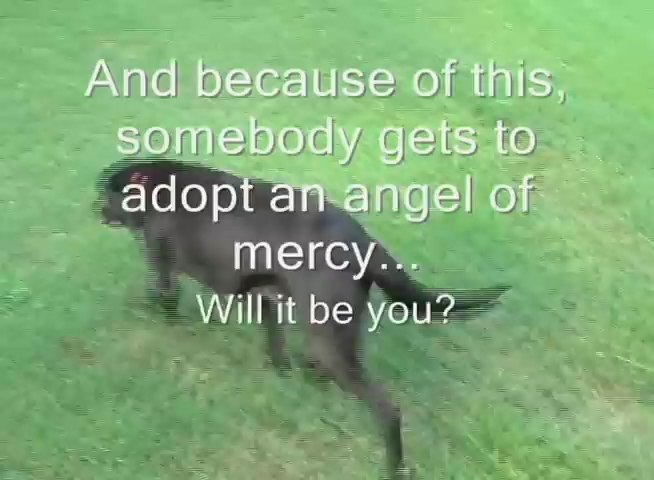 And because of this,
somebody gets to
adopt an angel of
mercy...
Will it be you?